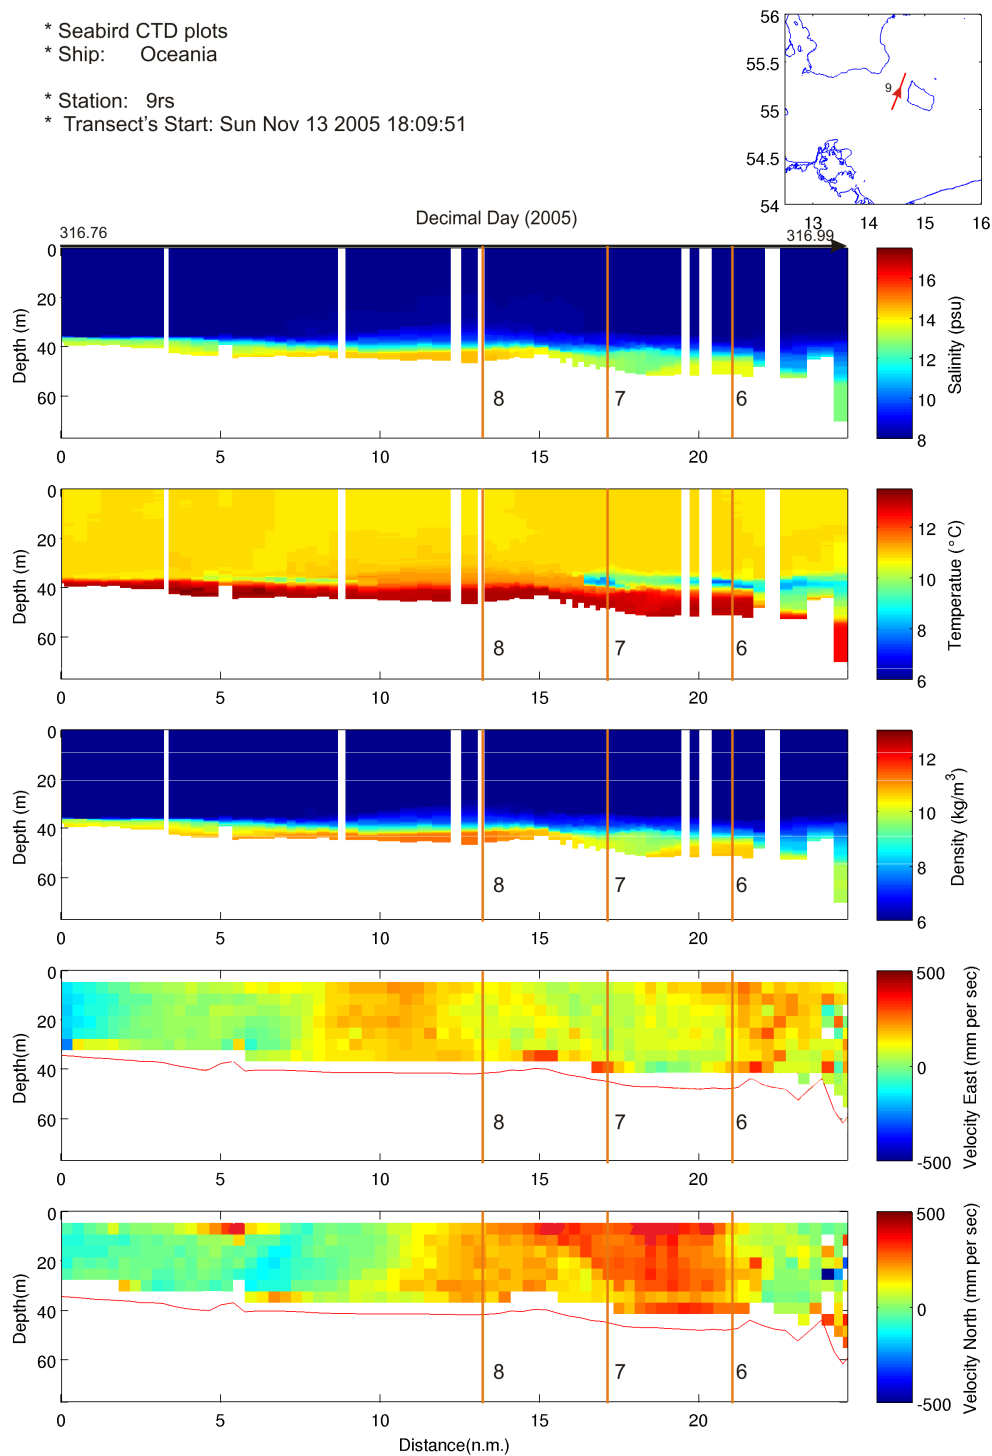 * Seabird CTD plots
* Ship: Oceania
* Station: 9rs
* Transect's Start: Sun Nov 13 2005 18:09:51
56
55.5
55
54.5
54
13 14 15 16
9
Decimal Day (2005)
316.76
316.99
0
20
40
60
Depth (m)
8 7 6
0 5 10 15 20
16
14
12
10
8
Salinity (psu)
0
20
40
60
Depth (m)
8 7 6
0 5 10 15 20
12
10
8
6
Temperatue (°C)
0
20
40
60
Depth (m)
8 7 6
0 5 10 15 20
12
10
8
6
Density (kg/m³)
0
20
40
60
Depth(m)
8 7 6
0 5 10 15 20
500
0
-500
Velocity East (mm per sec)
0
20
40
60
Depth(m)
8 7 6
0 5 10 15 20
500
0
-500
Velocity North (mm per sec)
Distance(n.m.)